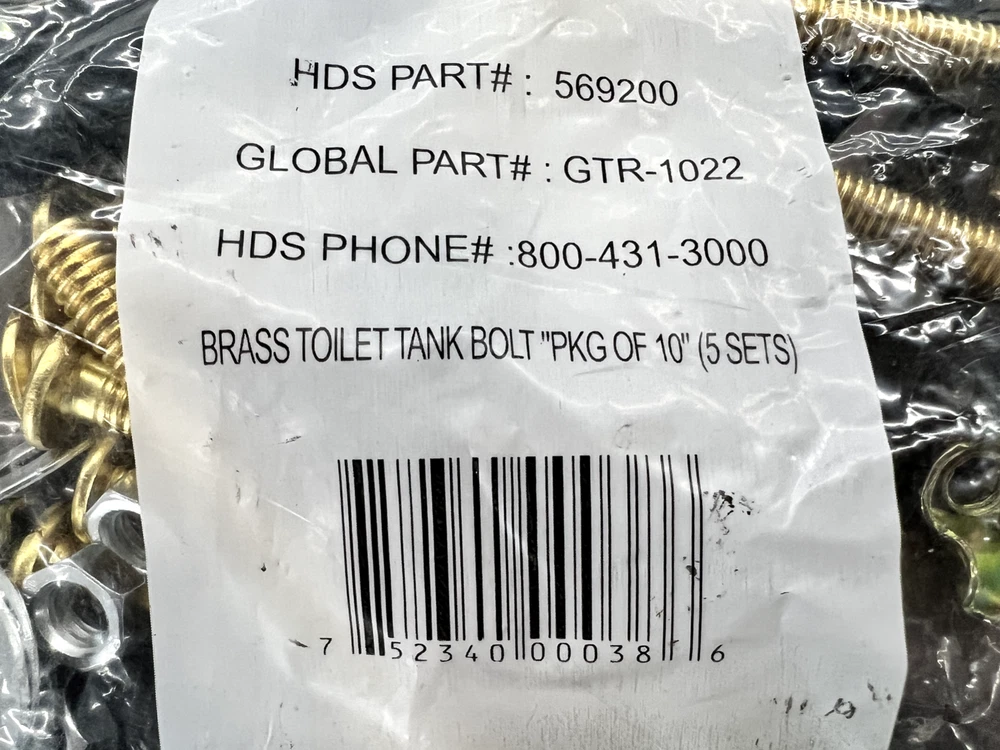 HDS PART# : 569200
GLOBAL PART# : GTR-1022
HDS PHONE# :800-431-3000
BRASS TOILET TANK BOLT "PKG OF 10" (5 SETS)
7 52340 00038 6